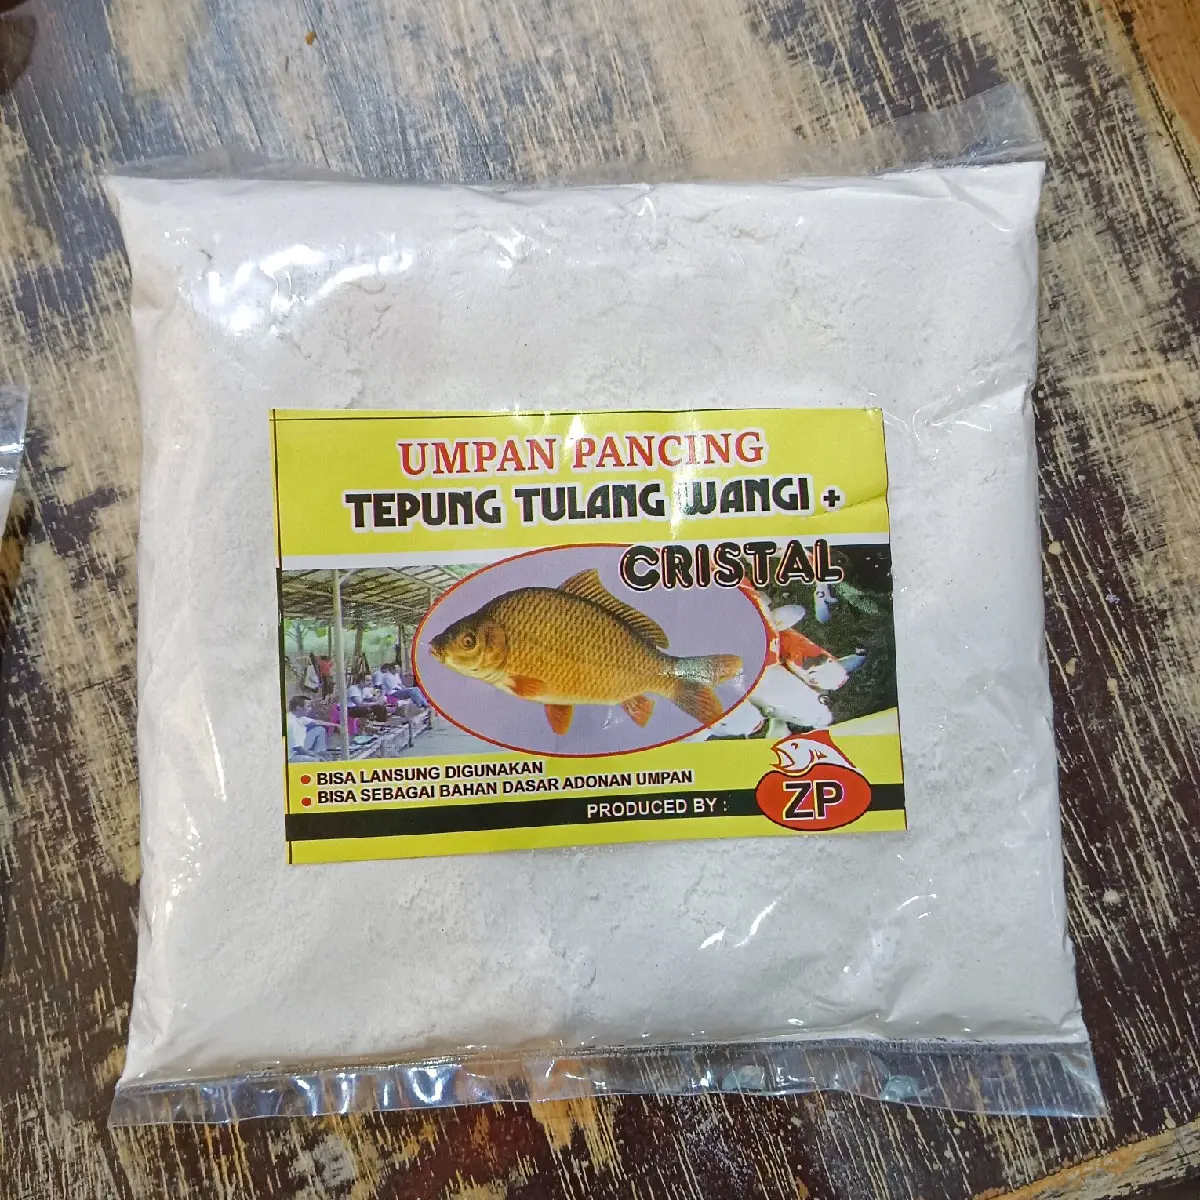 UMPAN PANCING
TEPUNG TULANG WANGI +
CRISTAL
• BISA LANSUNG DIGUNAKAN
• BISA SEBAGAI BAHAN DASAR ADONAN UMPAN
PRODUCED BY :
ZP